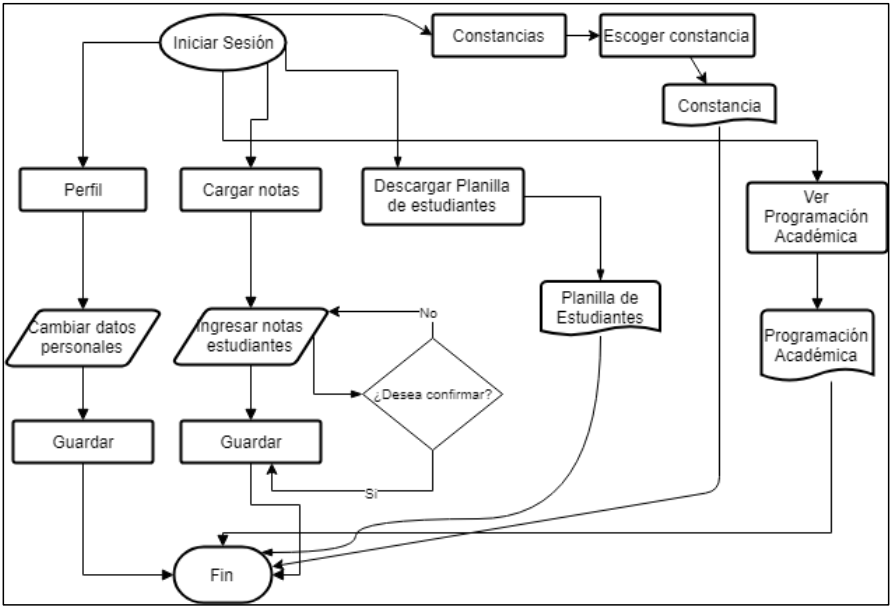 Iniciar Sesión
Constancias
Escoger constancia
Constancia
Perfil
Cargar notas
Descargar Planilla
de estudiantes
Ver
Programación
Académica
Planilla de
Estudiantes
Cambiar datos
personales
Ingresar notas
estudiantes
No
Programación
Académica
¿Desea confirmar?
Guardar
Guardar
Si
Fin